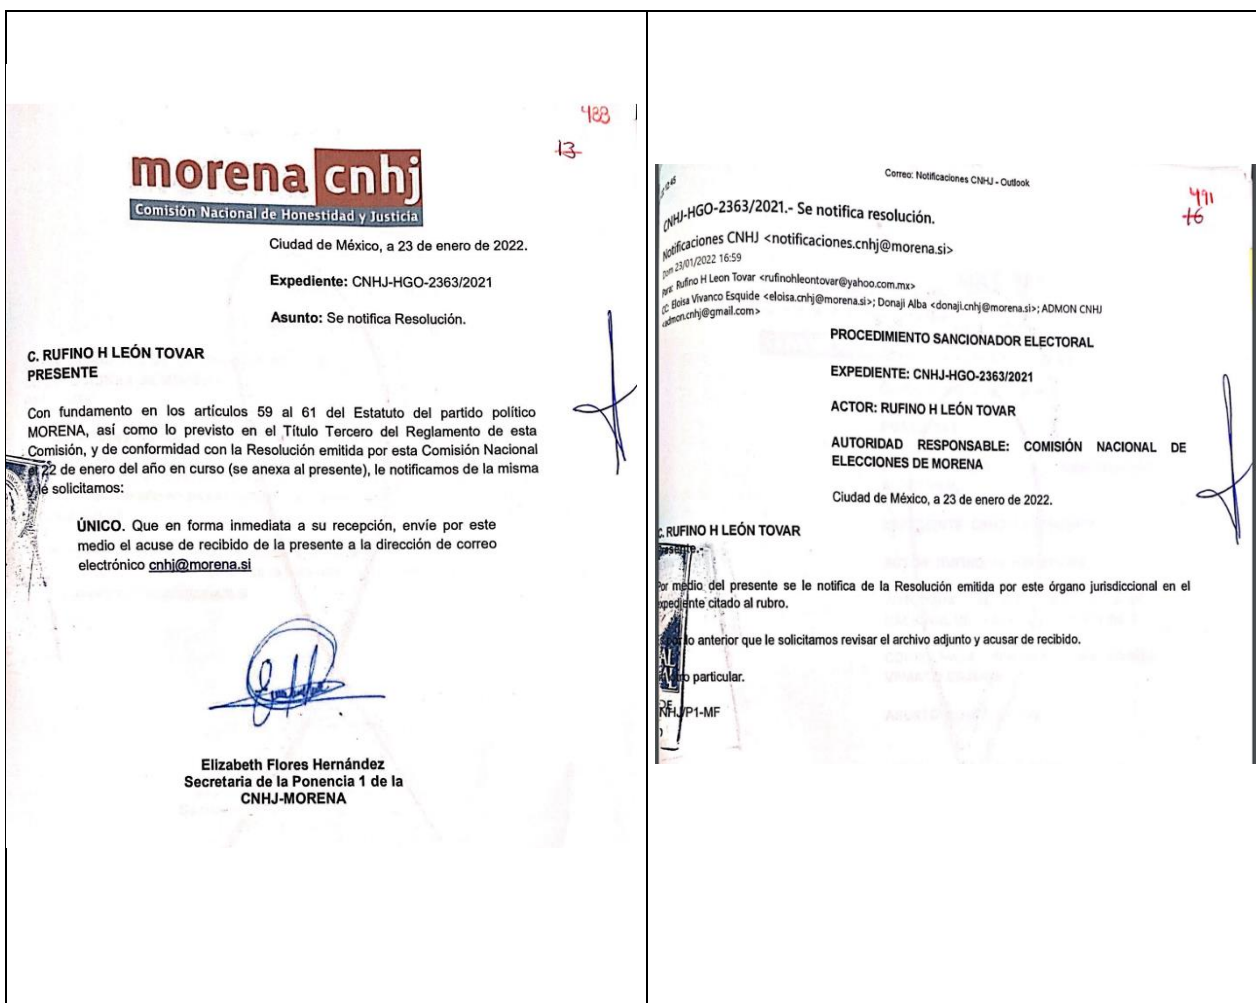 488
13
morena cnhj
Comisión Nacional de Honestidad y Justicia
Ciudad de México, a 23 de enero de 2022.
Expediente: CNHJ-HGO-2363/2021
Asunto: Se notifica Resolución.
C. RUFINO H LEÓN TOVAR
PRESENTE
Con fundamento en los artículos 59 al 61 del Estatuto del partido político
MORENA, así como lo previsto en el Título Tercero del Reglamento de esta
Comisión, y de conformidad con la Resolución emitida por esta Comisión Nacional
el 22 de enero del año en curso (se anexa al presente), le notificamos de la misma
y le solicitamos:
ÚNICO. Que en forma inmediata a su recepción, envíe por este
medio el acuse de recibido de la presente a la dirección de correo
electrónico cnhj@morena.si
Elizabeth Flores Hernández
Secretaria de la Ponencia 1 de la
CNHJ-MORENA
Correo: Notificaciones CNHJ - Outlook
491
16
CNHJ-HGO-2363/2021.- Se notifica resolución.
Notificaciones CNHJ <notificaciones.cnhj@morena.si>
Dom 23/01/2022 16:59
Para: Rufino H Leon Tovar <rufinohleontovar@yahoo.com.mx>
CC: Eloisa Vivanco Esquide <eloisa.cnhj@morena.si>; Donaji Alba <donaji.cnhj@morena.si>; ADMON CNHJ
<admon.cnhj@gmail.com>
PROCEDIMIENTO SANCIONADOR ELECTORAL
EXPEDIENTE: CNHJ-HGO-2363/2021
ACTOR: RUFINO H LEÓN TOVAR
AUTORIDAD RESPONSABLE: COMISIÓN NACIONAL DE
ELECCIONES DE MORENA
Ciudad de México, a 23 de enero de 2022.
C. RUFINO H LEÓN TOVAR
Presente.-
Por medio del presente se le notifica de la Resolución emitida por este órgano jurisdiccional en el
expediente citado al rubro.
por lo anterior que le solicitamos revisar el archivo adjunto y acusar de recibido.
otro particular.
CNHJ/P1-MF